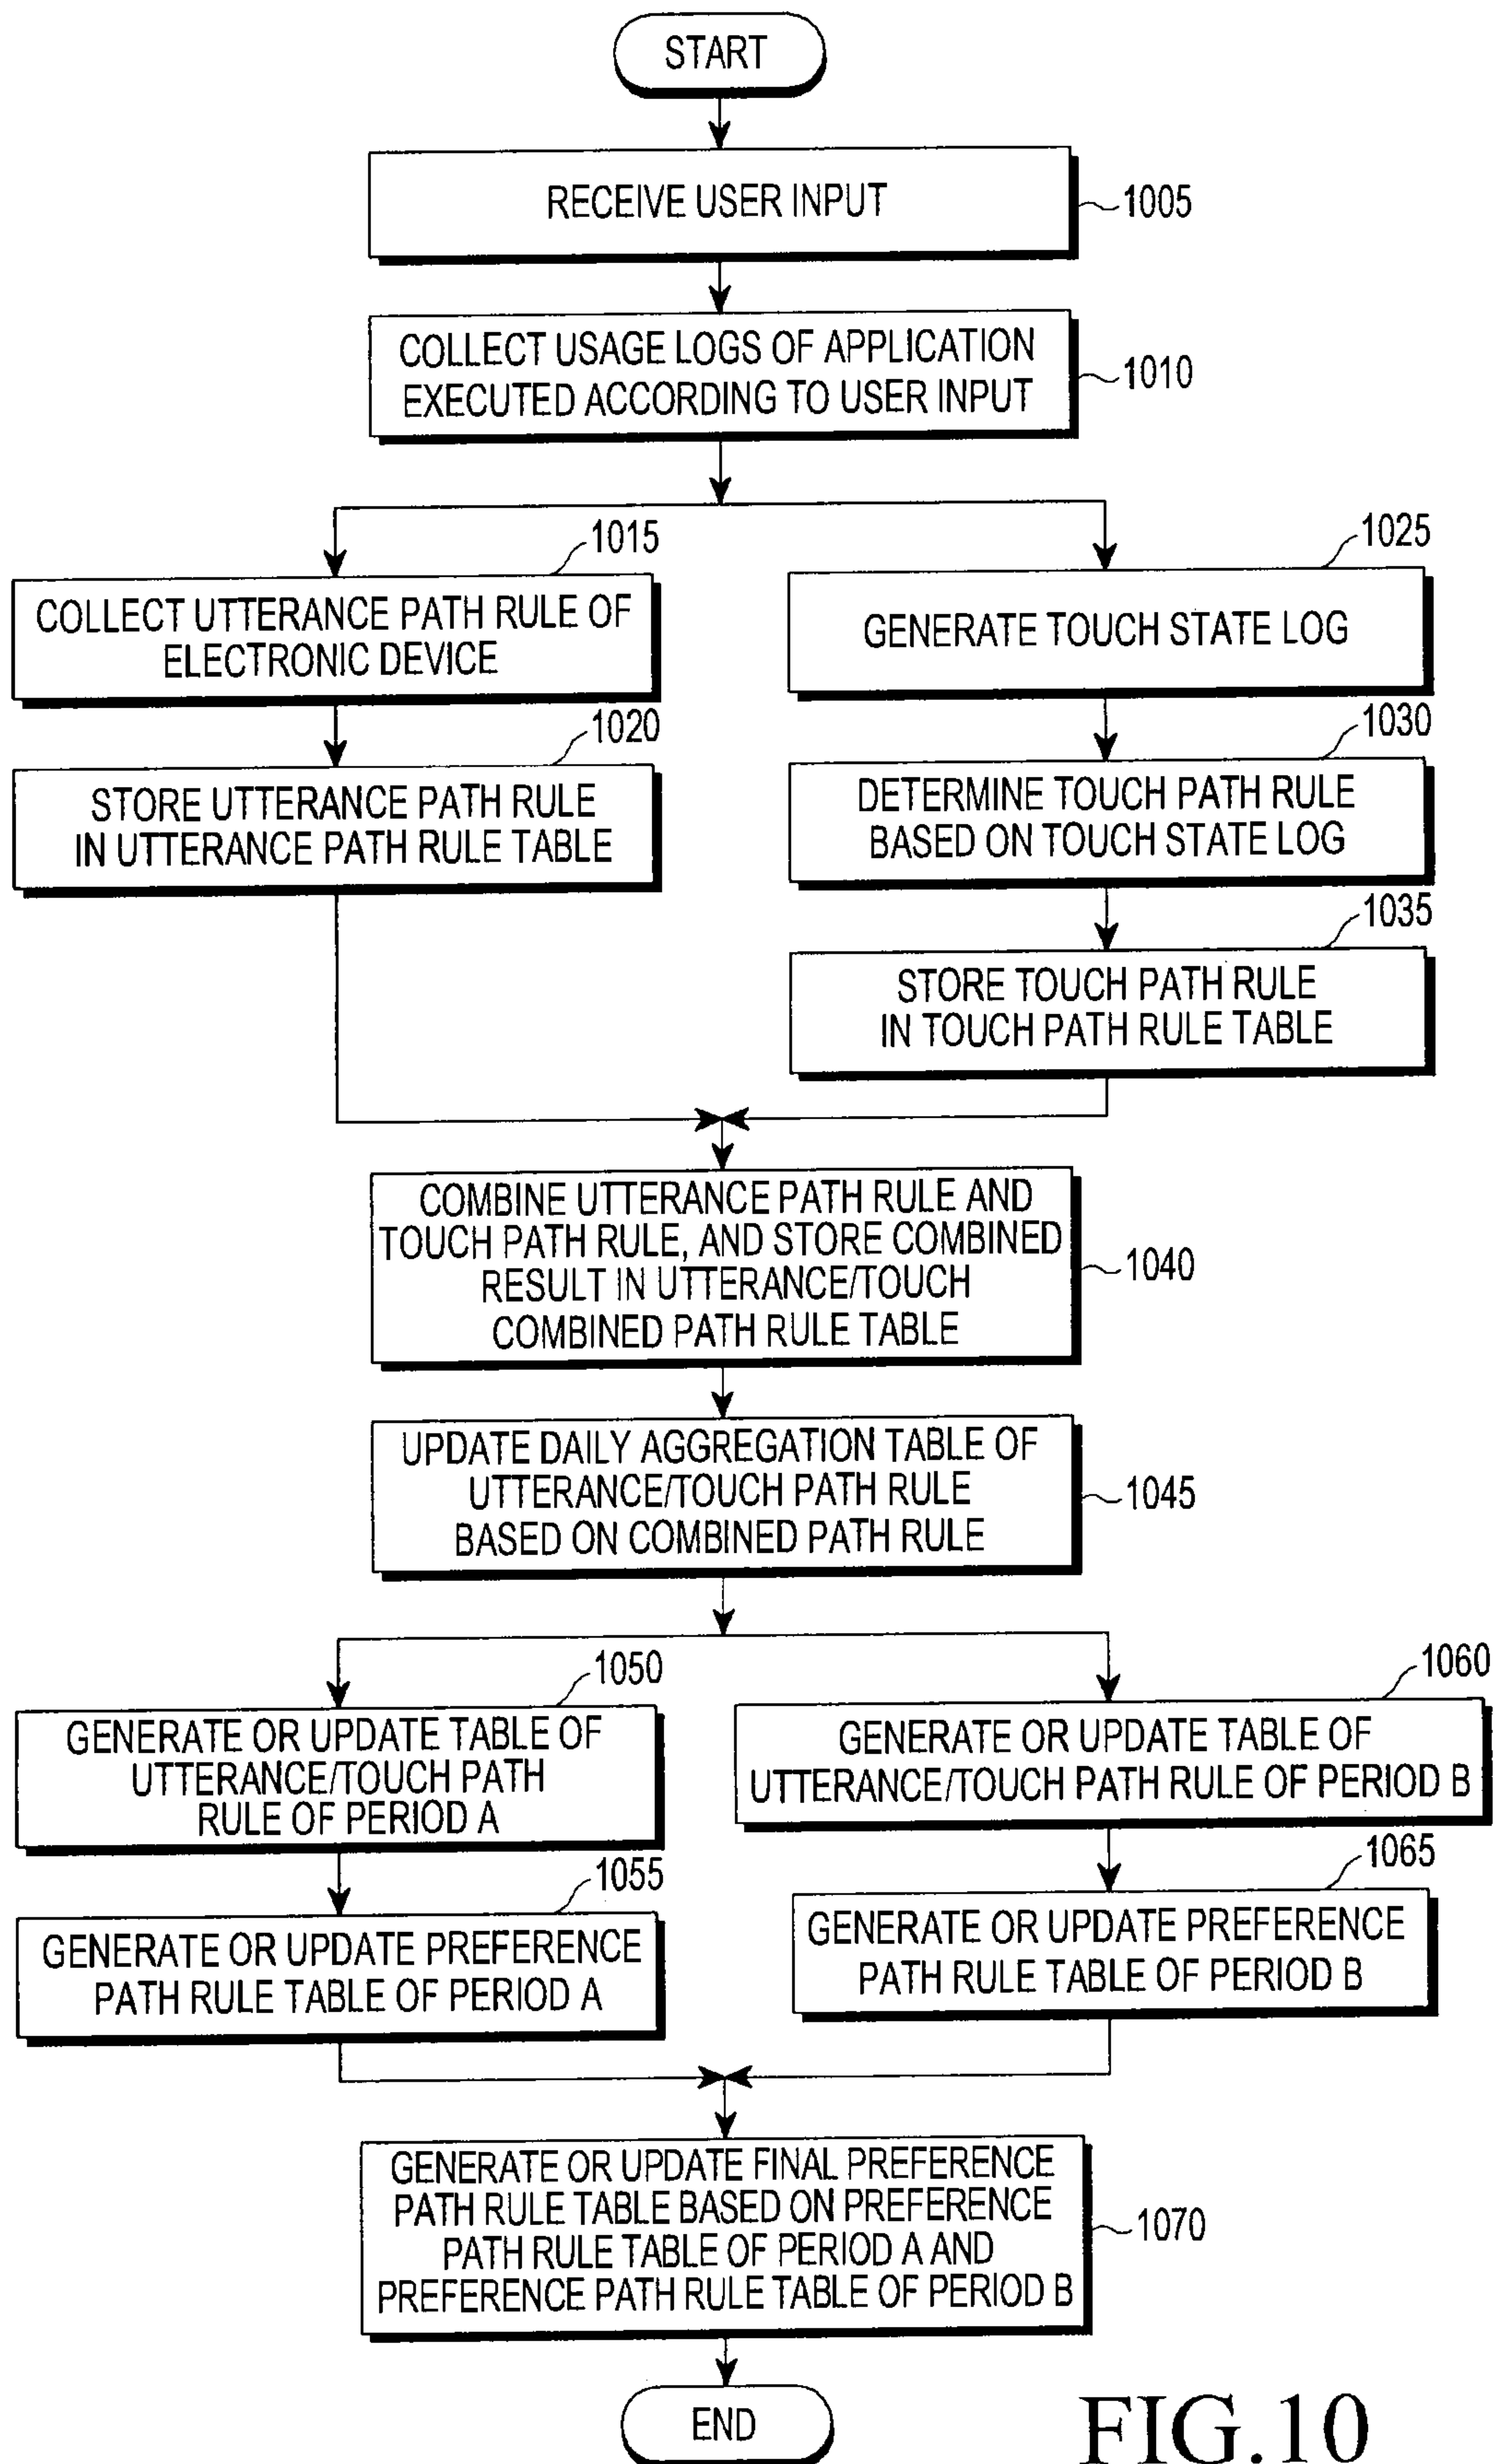 START
RECEIVE USER INPUT
1005
COLLECT USAGE LOGS OF APPLICATION
EXECUTED ACCORDING TO USER INPUT
1010
1015
COLLECT UTTERANCE PATH RULE OF
ELECTRONIC DEVICE
1020
STORE UTTERANCE PATH RULE
IN UTTERANCE PATH RULE TABLE
1025
GENERATE TOUCH STATE LOG
1030
DETERMINE TOUCH PATH RULE
BASED ON TOUCH STATE LOG
1035
STORE TOUCH PATH RULE
IN TOUCH PATH RULE TABLE
COMBINE UTTERANCE PATH RULE AND
TOUCH PATH RULE, AND STORE COMBINED
RESULT IN UTTERANCE/TOUCH
COMBINED PATH RULE TABLE
1040
UPDATE DAILY AGGREGATION TABLE OF
UTTERANCE/TOUCH PATH RULE
BASED ON COMBINED PATH RULE
1045
1050
GENERATE OR UPDATE TABLE OF
UTTERANCE/TOUCH PATH
RULE OF PERIOD A
1055
GENERATE OR UPDATE PREFERENCE
PATH RULE TABLE OF PERIOD A
1060
GENERATE OR UPDATE TABLE OF
UTTERANCE/TOUCH PATH RULE OF PERIOD B
1065
GENERATE OR UPDATE PREFERENCE
PATH RULE TABLE OF PERIOD B
GENERATE OR UPDATE FINAL PREFERENCE
PATH RULE TABLE BASED ON PREFERENCE
PATH RULE TABLE OF PERIOD A AND
PREFERENCE PATH RULE TABLE OF PERIOD B
1070
END
FIG.10